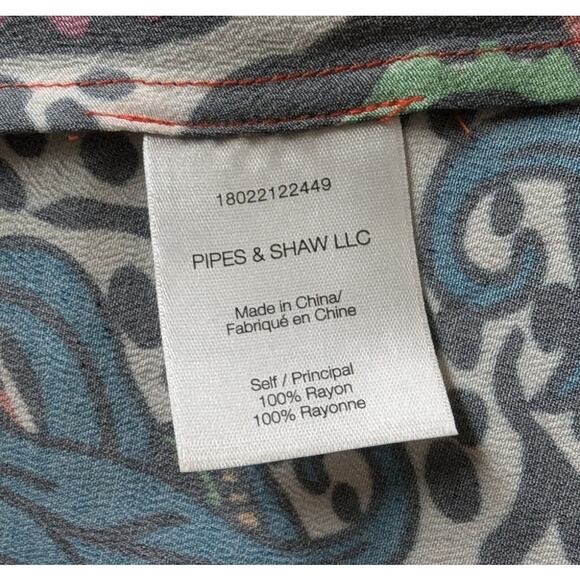 18022122449
PIPES & SHAW LLC
Made in China/
Fabriqué en Chine
Self / Principal
100% Rayon
100% Rayonne